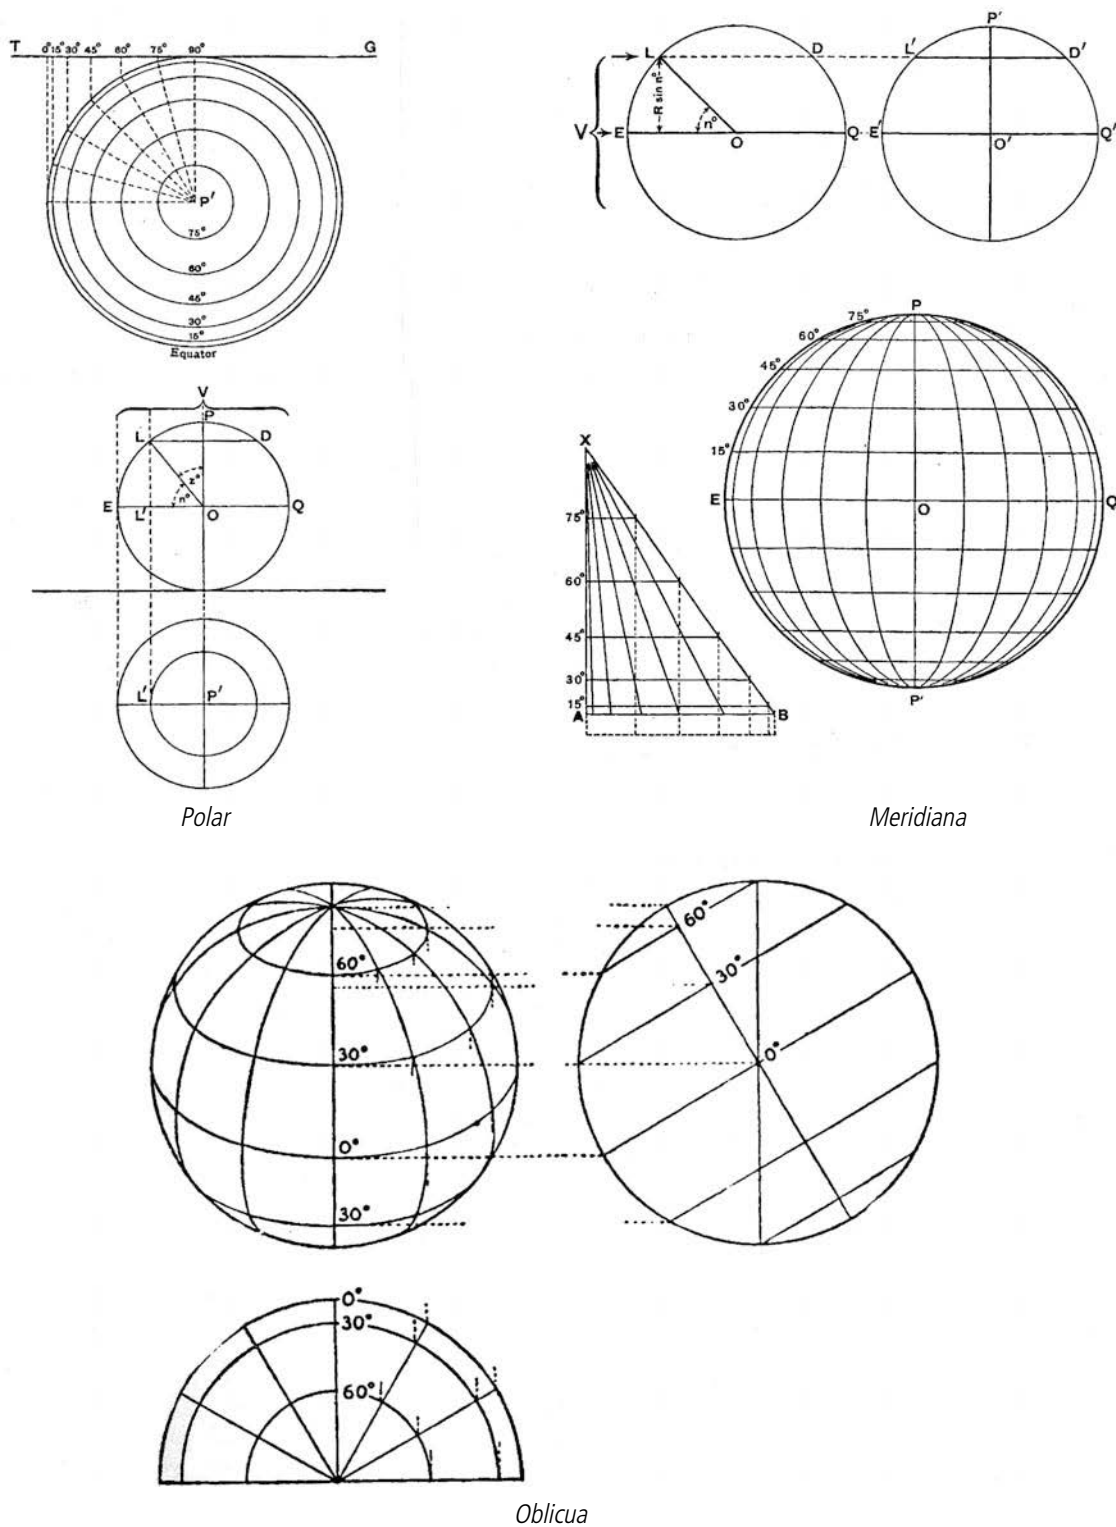 T 0° 15° 30° 45° 60° 75° 90° G
P'
75°
60°
45°
30°
15°
Equator
V
P
L D
z°
n°
E L' O Q
L' P'
Polar
P'
L D L' D'
R sin n°
n°
V E O Q E' O' Q'
P
75°
60°
45°
30°
15°
E O Q
P'
X
75°
60°
45°
30°
15°
A B
Meridiana
60°
30°
0°
30°
60°
30°
0°
0°
30°
60°
Oblicua